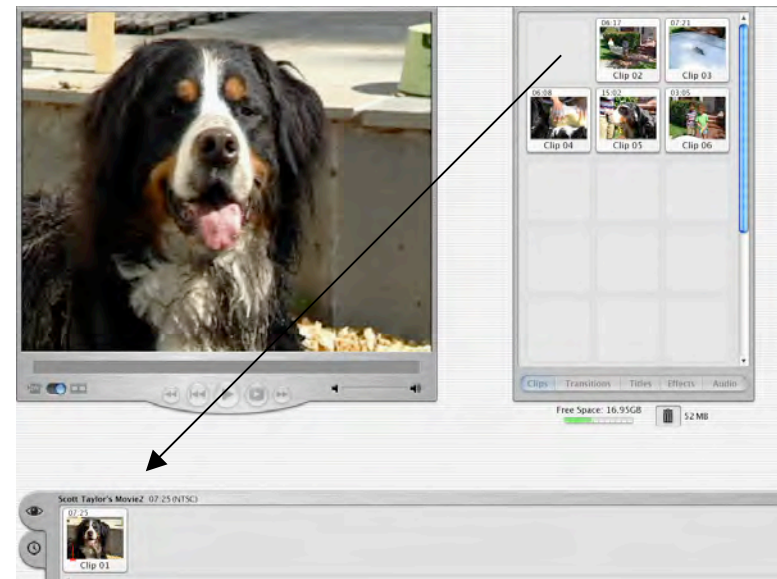 06:17
07:21
Clip 02
Clip 03
06:08
15:02
03:05
Clip 04
Clip 05
Clip 06
Clips Transitions Titles Effects Audio
Free Space: 16.95GB
52 MB
Scott Taylor's Movie2 07:25 (NTSC)
07:25
Clip 01